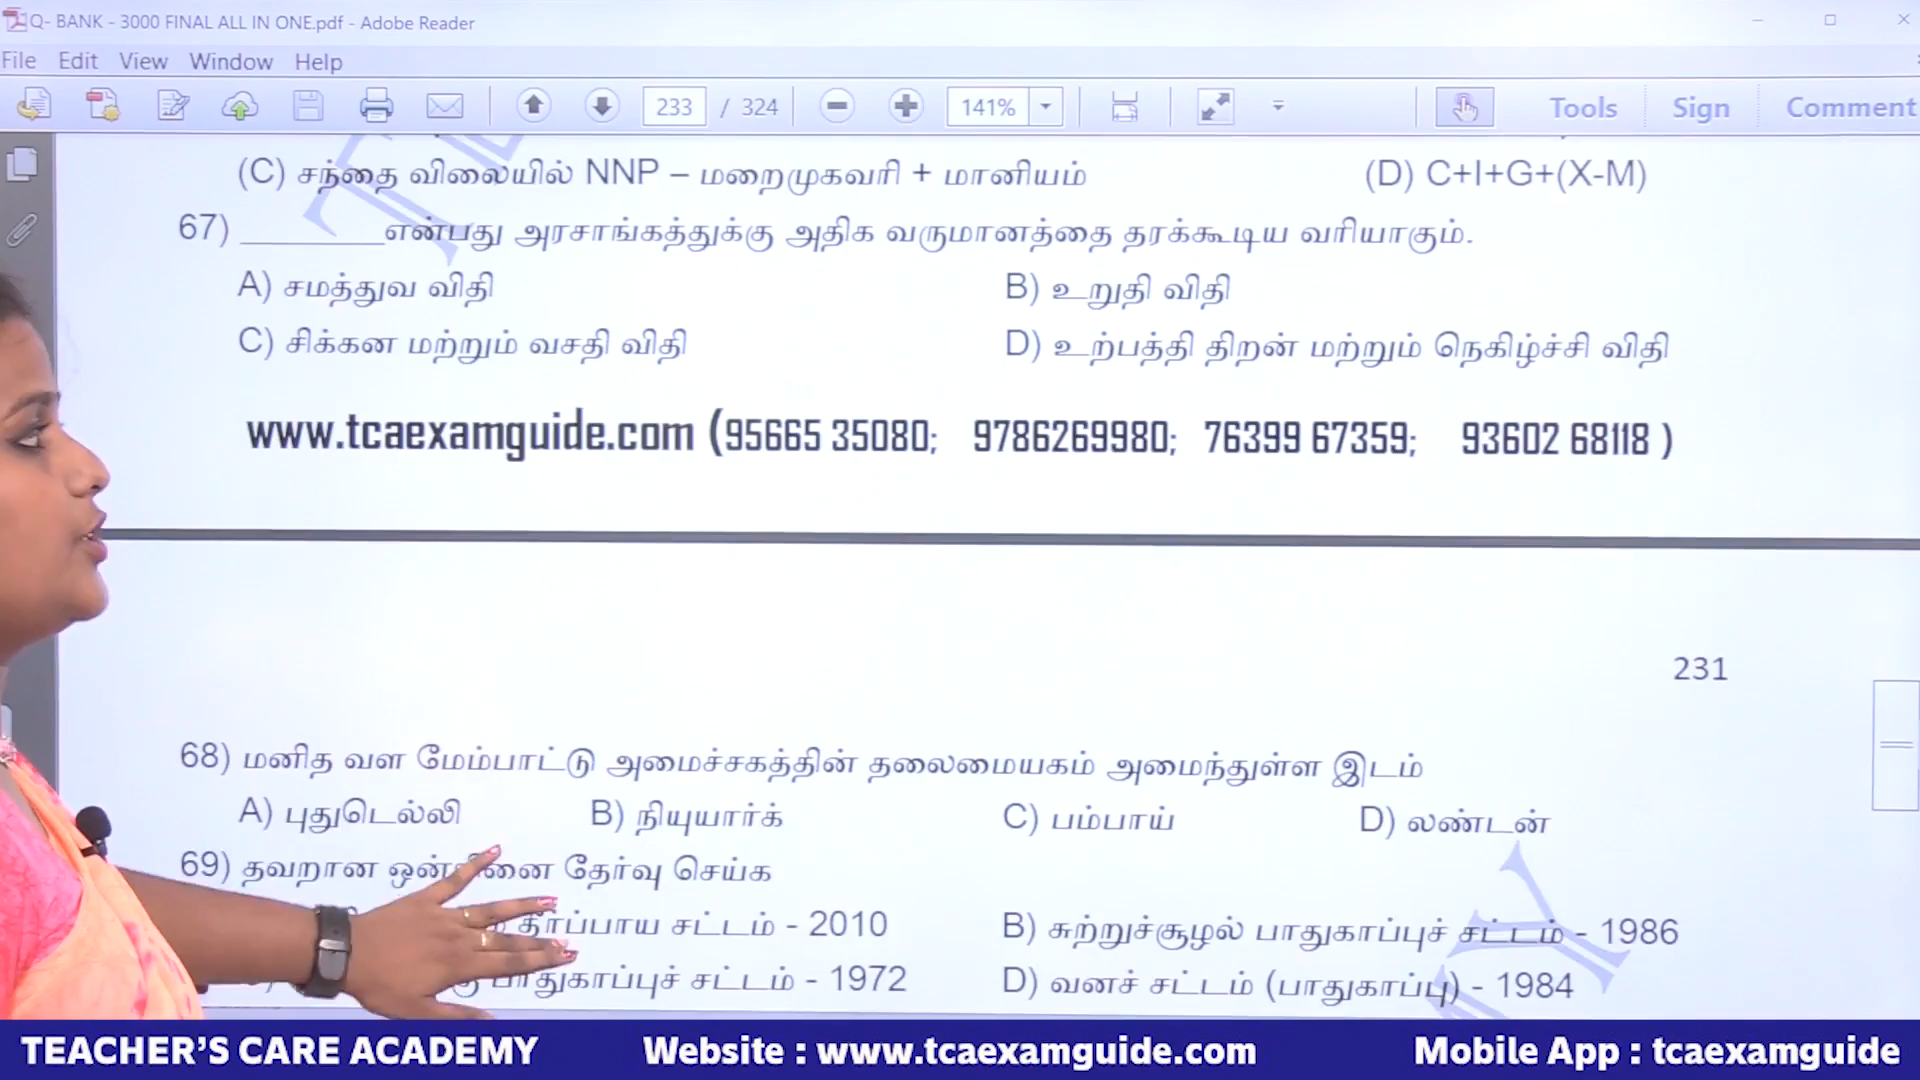 Q- BANK - 3000 FINAL ALL IN ONE.pdf - Adobe Reader
File Edit View Window Help
233 / 324 141% Tools Sign Comment
(C) சந்தை விலையில் NNP – மறைமுகவரி + மானியம் (D) C+I+G+(X-M)
67) ________என்பது அரசாங்கத்துக்கு அதிக வருமானத்தை தரக்கூடிய வரியாகும்.
A) சமத்துவ விதி B) உறுதி விதி
C) சிக்கன மற்றும் வசதி விதி D) உற்பத்தி திறன் மற்றும் நெகிழ்ச்சி விதி
www.tcaexamguide.com (95665 35080; 9786269980; 76399 67359; 93602 68118 )
231
68) மனித வள மேம்பாட்டு அமைச்சகத்தின் தலைமையகம் அமைந்துள்ள இடம்
A) புதுடெல்லி B) நியுயார்க் C) பம்பாய் D) லண்டன்
69) தவறான தேர்வு செய்க
சட்டம் - 2010 B) சுற்றுச்சூழல் பாதுகாப்புச் சட்டம் - 1986
பாதுகாப்புச் சட்டம் - 1972 D) வனச் சட்டம் (பாதுகாப்பு) - 1984
TEACHER'S CARE ACADEMY Website : www.tcaexamguide.com Mobile App : tcaexamguide